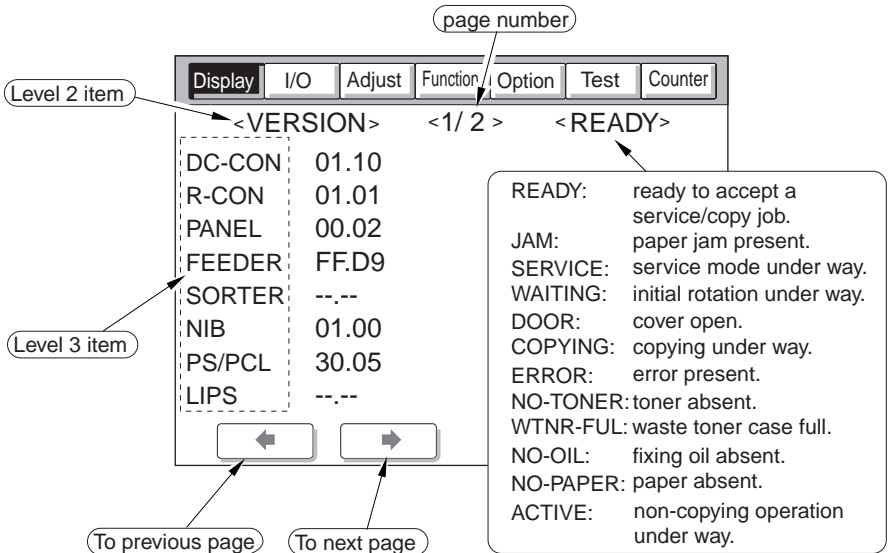 page number
Display I/O Adjust Function Option Test Counter
Level 2 item
<VERSION> <1/ 2 > <READY>
DC-CON 01.10
R-CON 01.01
PANEL 00.02
FEEDER FF.D9
SORTER --.--
NIB 01.00
PS/PCL 30.05
LIPS --.--
Level 3 item
READY: ready to accept a
service/copy job.
JAM: paper jam present.
SERVICE: service mode under way.
WAITING: initial rotation under way.
DOOR: cover open.
COPYING: copying under way.
ERROR: error present.
NO-TONER: toner absent.
WTNR-FUL: waste toner case full.
NO-OIL: fixing oil absent.
NO-PAPER: paper absent.
ACTIVE: non-copying operation
under way.
To previous page To next page